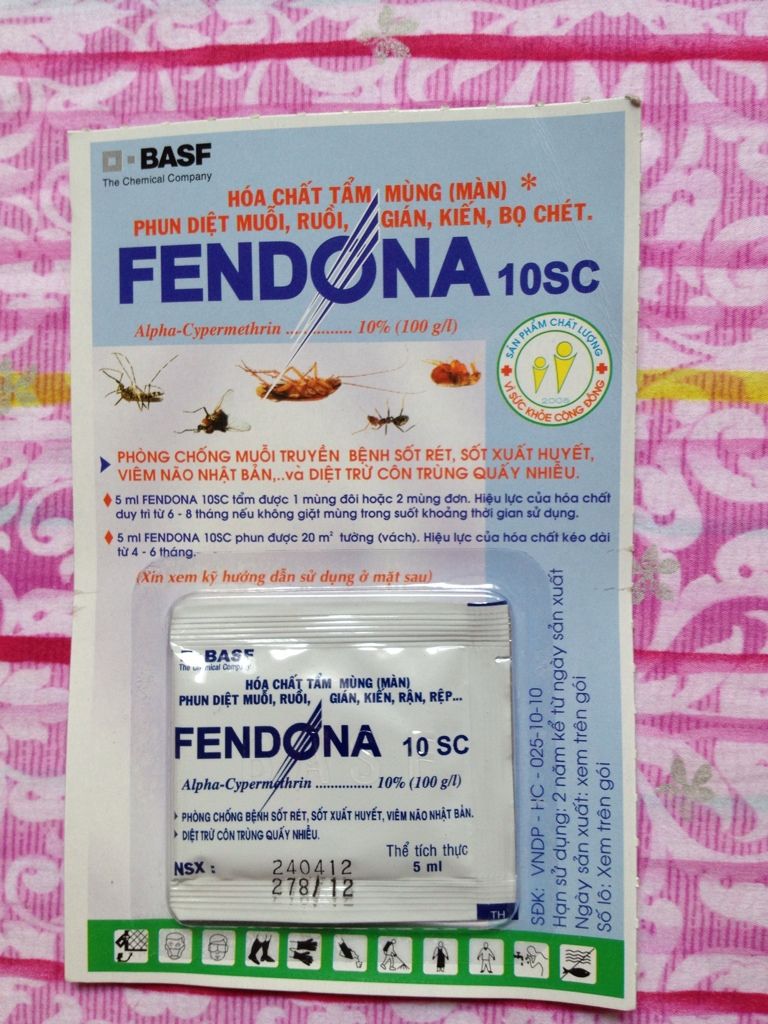 BASF
The Chemical Company
HÓA CHẤT TẨM MÙNG (MÀN) *
PHUN DIỆT MUỖI, RUỒI, GIÁN, KIẾN, BỌ CHÉT.
FENDONA 10SC
Alpha-Cypermethrin ............... 10% (100 g/l)
SẢN PHẨM CHẤT LƯỢNG
VÌ SỨC KHỎE CỘNG ĐỒNG
2005
PHÒNG CHỐNG MUỖI TRUYỀN BỆNH SỐT RÉT, SỐT XUẤT HUYẾT,
VIÊM NÃO NHẬT BẢN,..và DIỆT TRỪ CÔN TRÙNG QUẤY NHIỄU.
5 ml FENDONA 10SC tẩm được 1 mùng đôi hoặc 2 mùng đơn. Hiệu lực của hóa chất
duy trì từ 6 - 8 tháng nếu không giặt mùng trong suốt khoảng thời gian sử dụng.
5 ml FENDONA 10SC phun được 20 m² tường (vách). Hiệu lực của hóa chất kéo dài
từ 4 - 6 tháng.
(Xin xem kỹ hướng dẫn sử dụng ở mặt sau)
BASF
The Chemical Company
HÓA CHẤT TẨM MÙNG (MÀN)
PHUN DIỆT MUỖI, RUỒI, GIÁN, KIẾN, RẬN, RỆP...
FENDONA 10 SC
Alpha-Cypermethrin ............... 10% (100 g/l)
PHÒNG CHỐNG BỆNH SỐT RÉT, SỐT XUẤT HUYẾT, VIÊM NÃO NHẬT BẢN.
DIỆT TRỪ CÔN TRÙNG QUẤY NHIỄU.
Thể tích thực
5 ml
NSX : 240412
278/12
TH
SĐK: VNDP - HC - 025-10-10
Hạn sử dụng: 2 năm kể từ ngày sản xuất
Ngày sản xuất: xem trên gói
Số lô: Xem trên gói